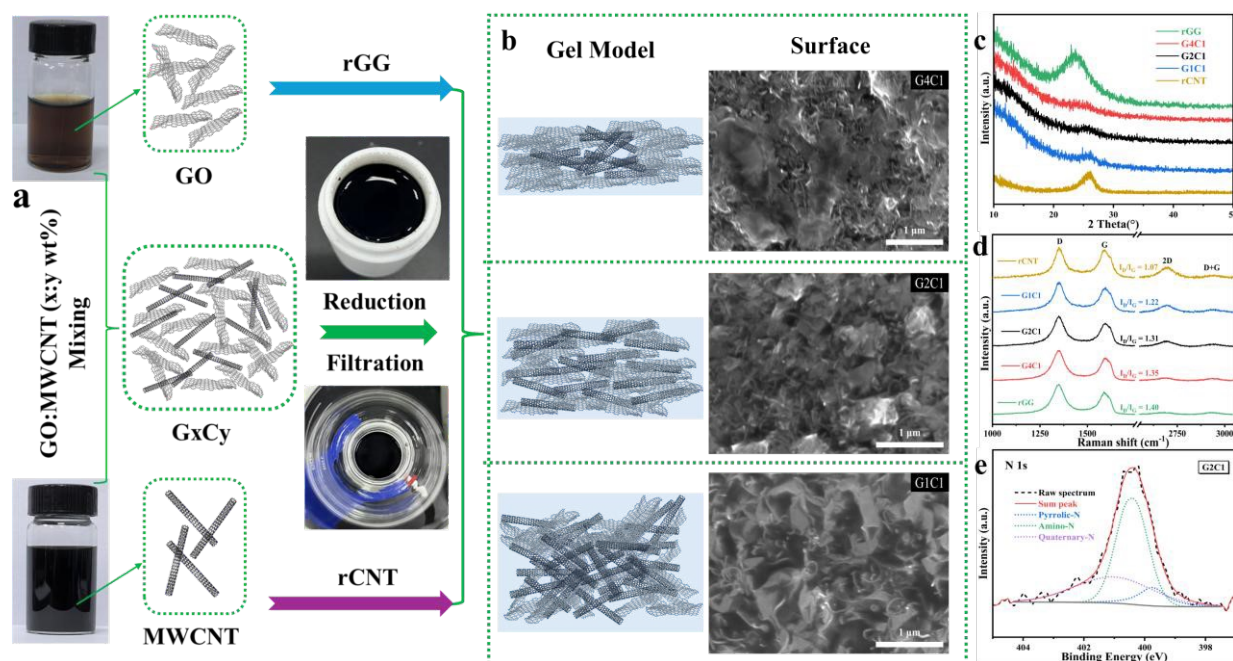 a
GO:MWCNT (x:y wt%)
Mixing
GO
GxCy
MWCNT
rGG
Reduction
Filtration
rCNT
b
Gel Model
Surface
G4C1
1 µm
G2C1
1 µm
G1C1
1 µm
c
rGG
G4C1
G2C1
G1C1
rCNT
Intensity (a.u.)
10 20 30 40 50
2 Theta(°)
d
D G 2D D+G
rCNT I_D/I_G = 1.07
G1C1 I_D/I_G = 1.22
G2C1 I_D/I_G = 1.31
G4C1 I_D/I_G = 1.35
rGG I_D/I_G = 1.40
Intensity (a.u.)
1000 1250 1500 2750 3000
Raman shift (cm⁻¹)
e
N 1s
G2C1
Raw spectrum
Sum peak
Pyrrolic-N
Amino-N
Quaternary-N
Intensity (a.u.)
404 402 400 398
Binding Energy (eV)